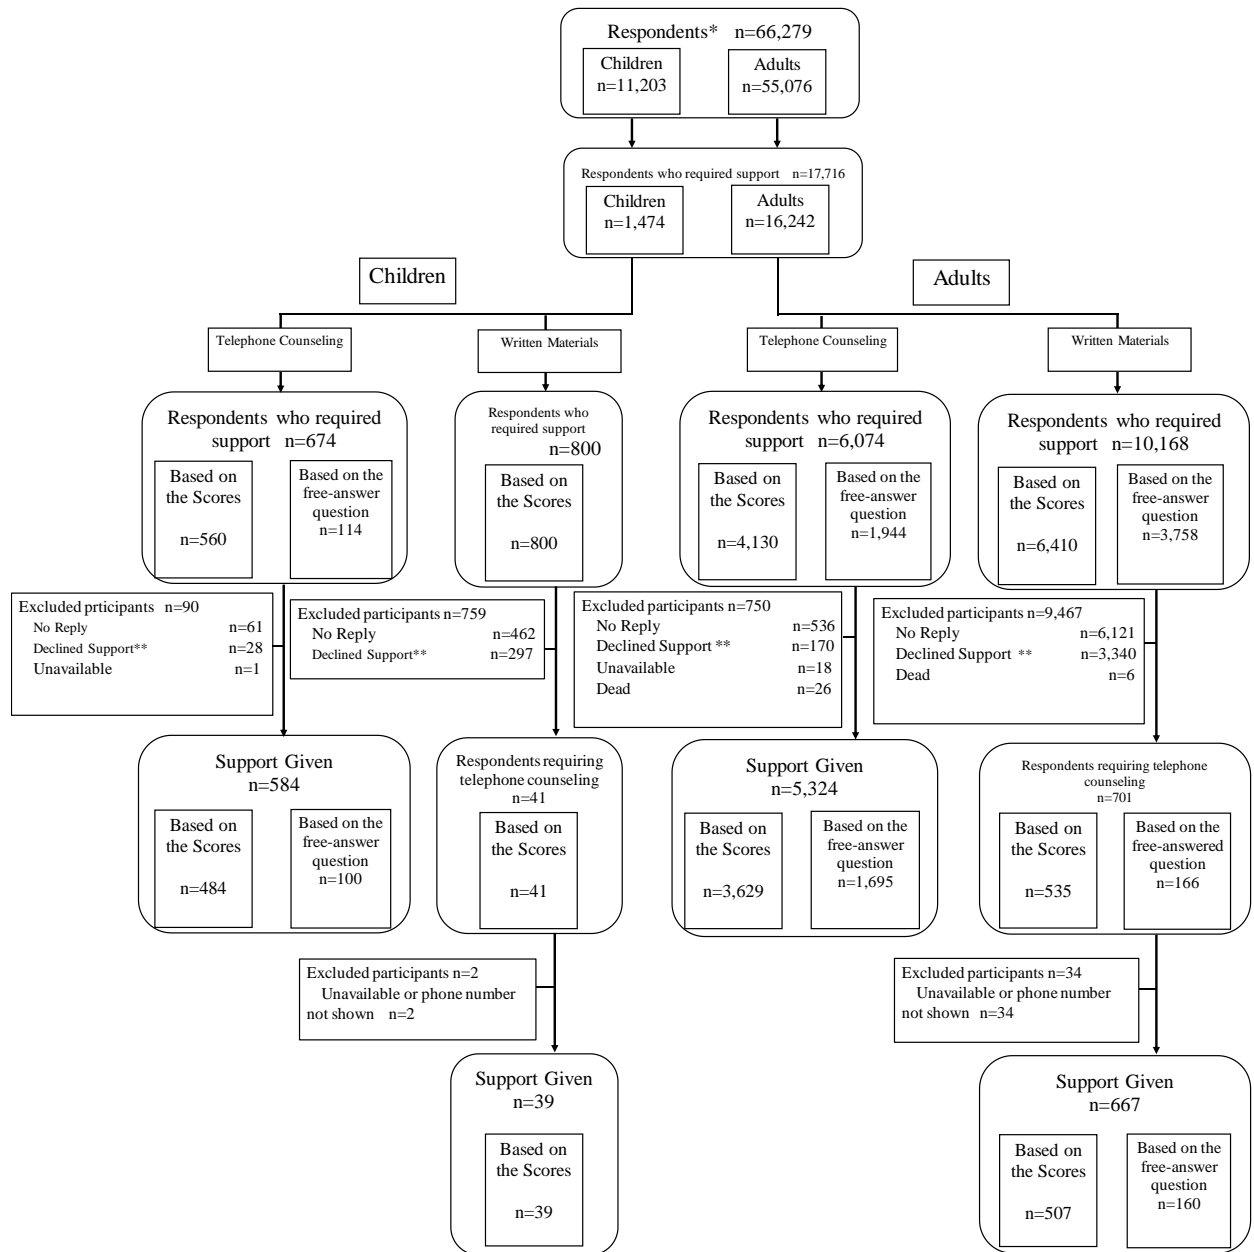 Respondents* n=66,279
Children
n=11,203
Adults
n=55,076
Respondents who required support n=17,716
Children
n=1,474
Adults
n=16,242
Children
Adults
Telephone Counseling
Written Materials
Telephone Counseling
Written Materials
Respondents who required
support n=674
Based on
the Scores
n=560
Based on the
free-answer
question
n=114
Respondents who
required support
n=800
Based on
the Scores
n=800
Respondents who required
support n=6,074
Based on
the Scores
n=4,130
Based on the
free-answer
question
n=1,944
Respondents who required
support n=10,168
Based on
the Scores
n=6,410
Based on the
free-answer
question
n=3,758
Excluded prticipants n=90
No Reply n=61
Declined Support** n=28
Unavailable n=1
Excluded participants n=759
No Reply n=462
Declined Support** n=297
Excluded participants n=750
No Reply n=536
Declined Support ** n=170
Unavailable n=18
Dead n=26
Excluded participants n=9,467
No Reply n=6,121
Declined Support ** n=3,340
Dead n=6
Support Given
n=584
Based on
the Scores
n=484
Based on the
free-answer
question
n=100
Respondents requiring
telephone counseling
n=41
Based on
the Scores
n=41
Support Given
n=5,324
Based on
the Scores
n=3,629
Based on the
free-answer
question
n=1,695
Respondents requiring telephone
counseling
n=701
Based on
the Scores
n=535
Based on the
free-answered
question
n=166
Excluded participants n=2
Unavailable or phone number
not shown n=2
Excluded participants n=34
Unavailable or phone number
not shown n=34
Support Given
n=39
Based on
the Scores
n=39
Support Given
n=667
Based on
the Scores
n=507
Based on the
free-answer
question
n=160